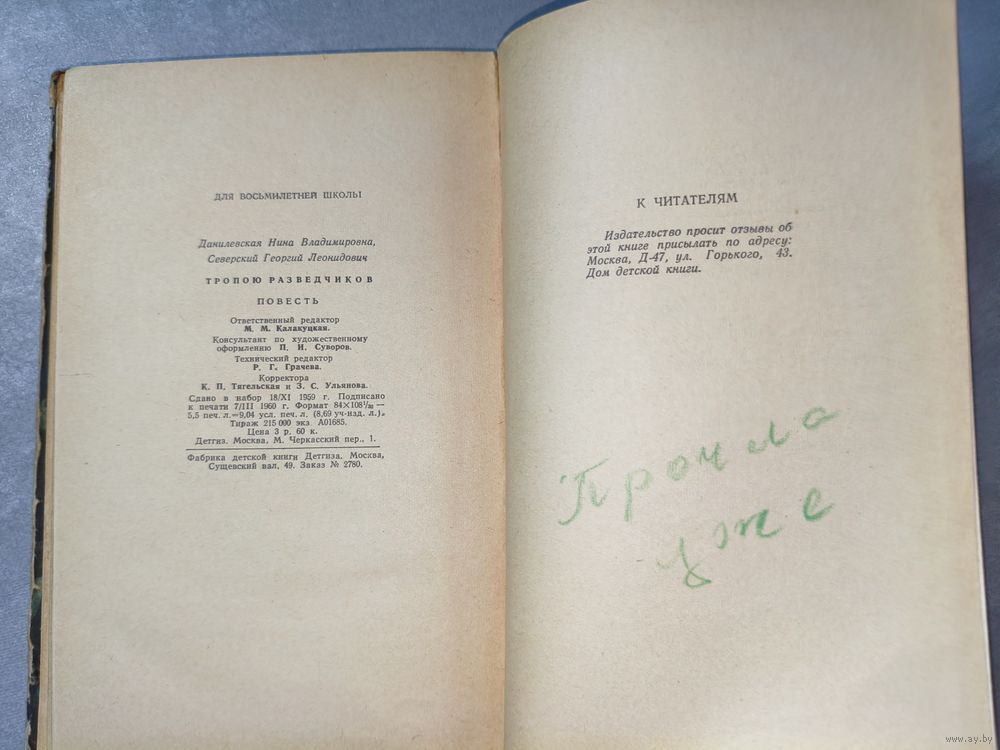 ДЛЯ ВОСЬМИЛЕТНЕЙ ШКОЛЫ
Данилевская Нина Владимировна,
Северский Георгий Леонидович
ТРОПОЮ РАЗВЕДЧИКОВ
ПОВЕСТЬ
Ответственный редактор
М. М. Калакуцкая.
Консультант по художественному
оформлению П. И. Суворов.
Технический редактор
Р. Г. Грачева.
Корректора
К. П. Тягельская и З. С. Ульянова.
Сдано в набор 18/XI 1959 г. Подписано
к печати 7/III 1960 г. Формат 84×108¹/₃₂ —
5,5 печ. л.=9,04 усл. печ. л. (8,69 уч-изд. л.).
Тираж 215 000 экз. А01685.
Цена 3 р. 60 к.
Детгиз. Москва, М. Черкасский пер., 1.
Фабрика детской книги Детгиза. Москва,
Сущевский вал, 49. Заказ № 2780.
К ЧИТАТЕЛЯМ
Издательство просит отзывы об
этой книге присылать по адресу:
Москва, Д-47, ул. Горького, 43.
Дом детской книги.
Прочла
уже
www.ay.by